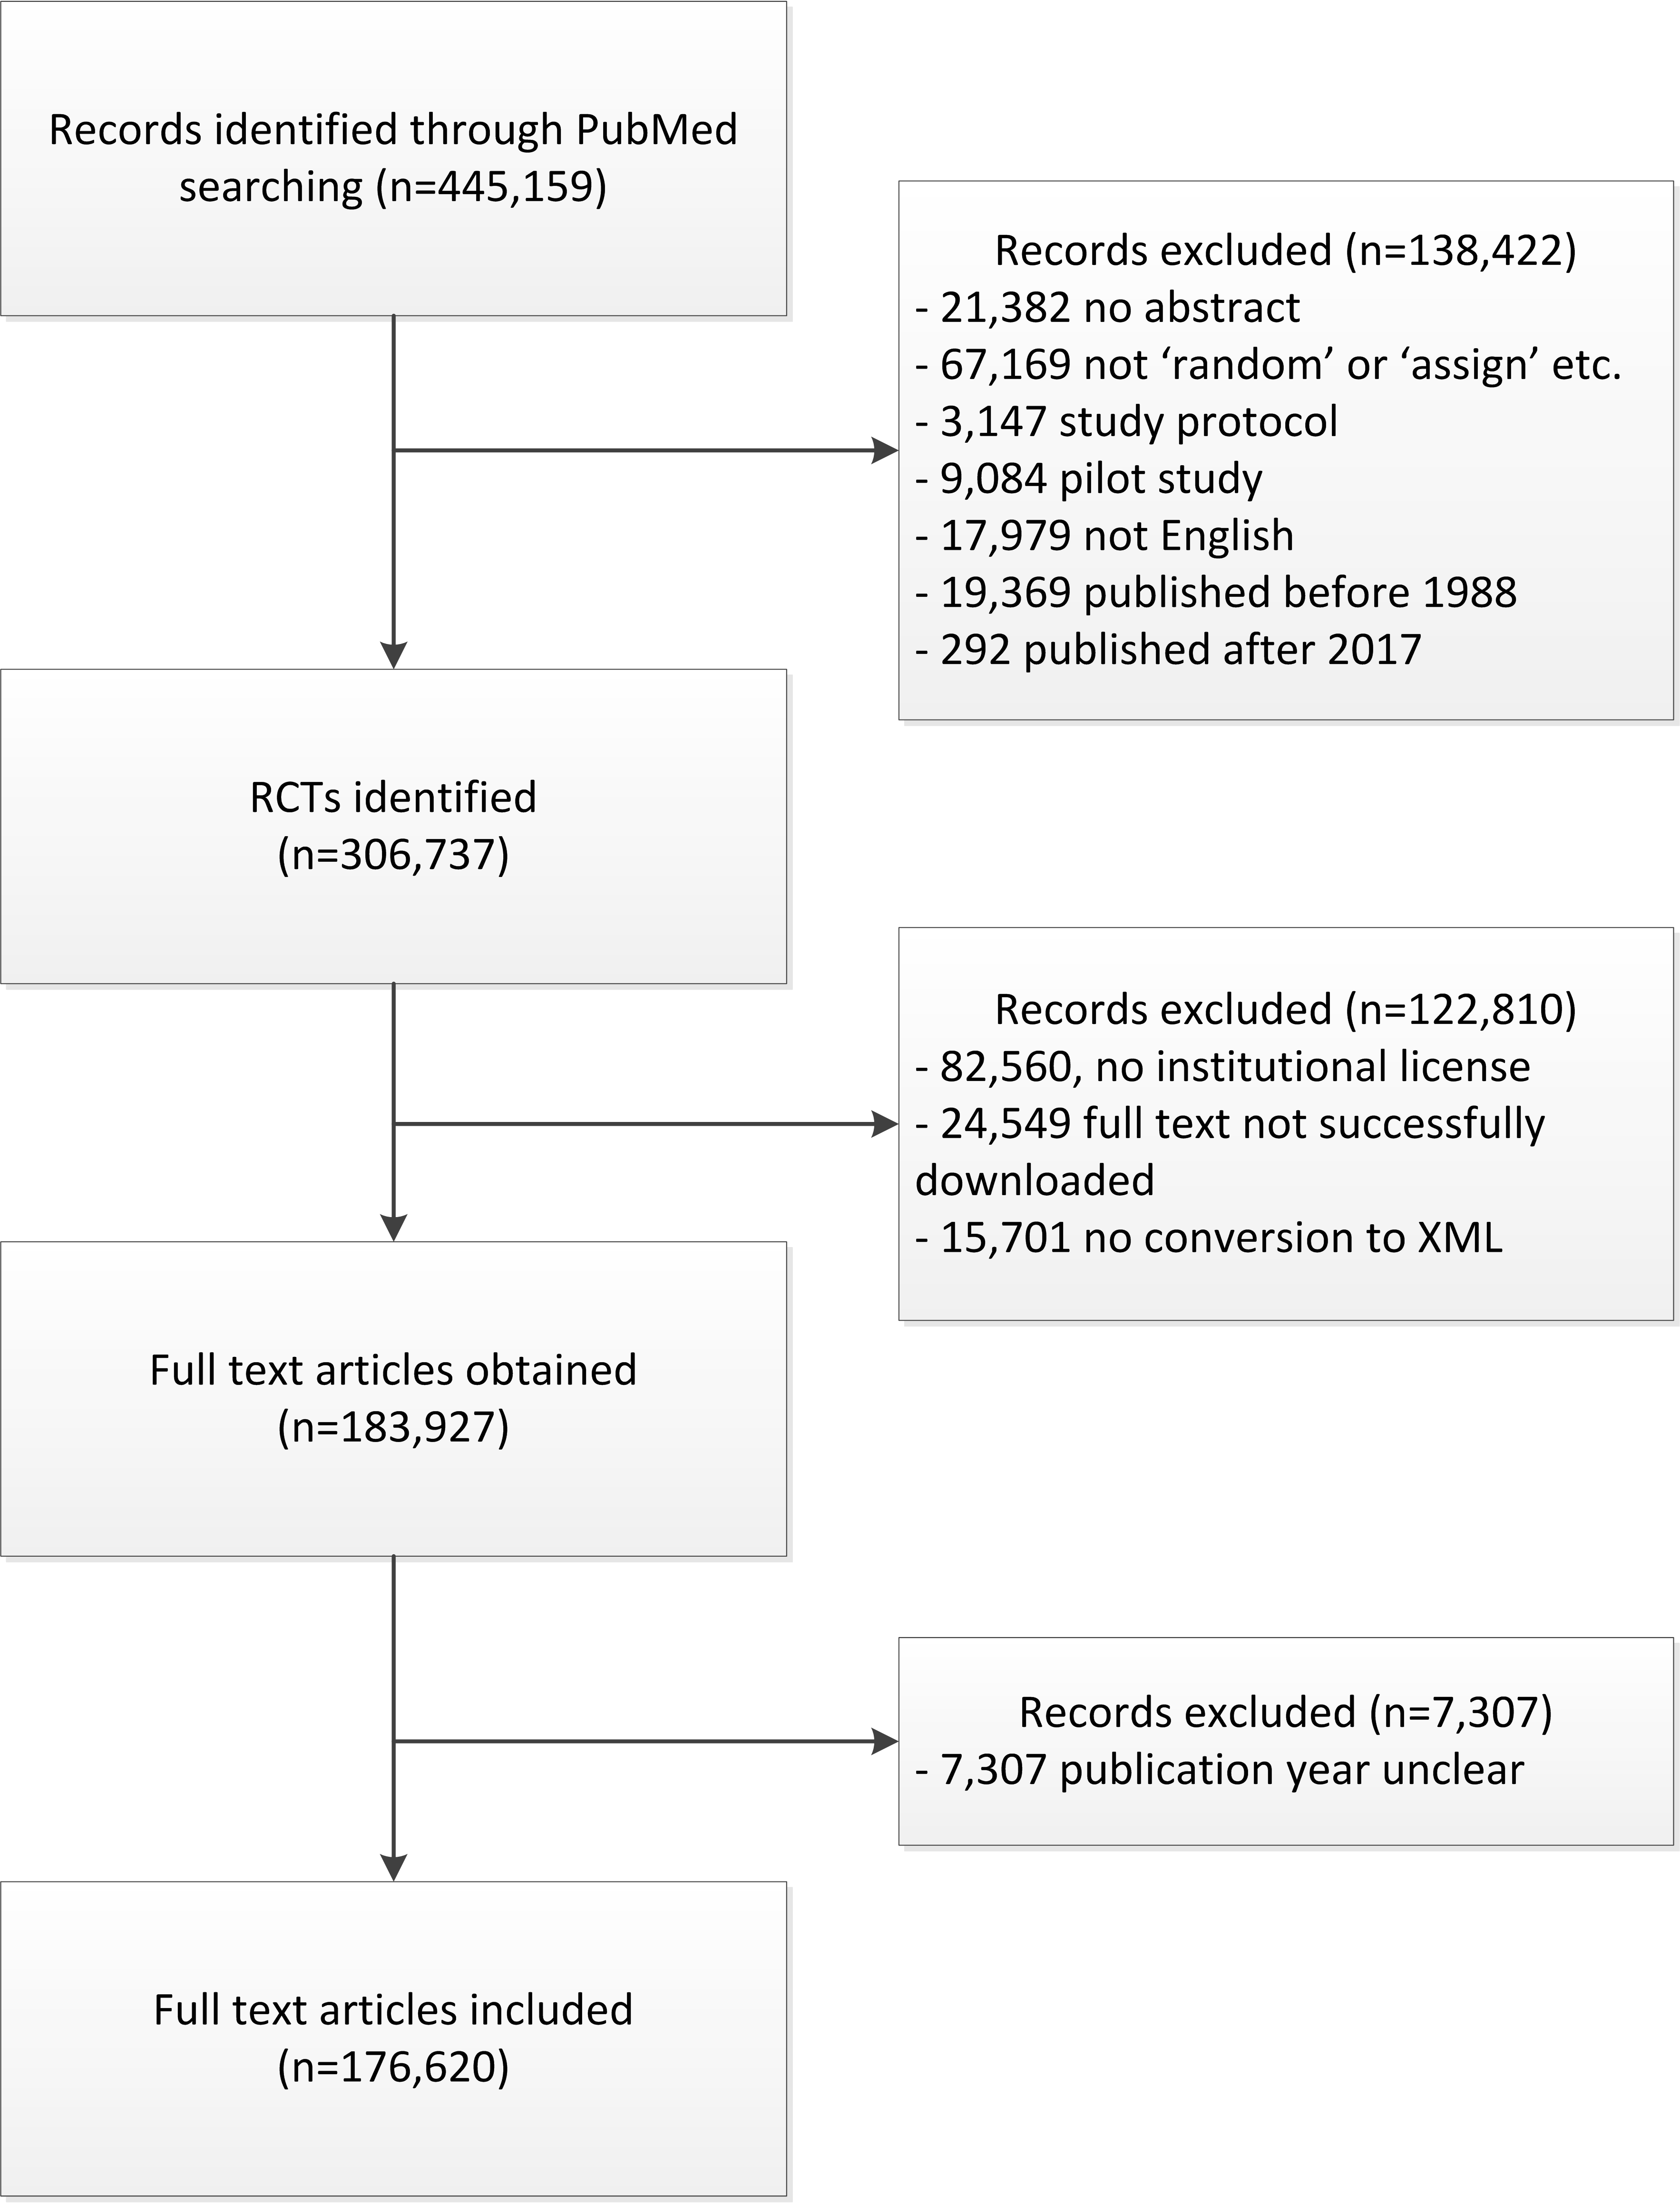 Records identified through PubMed
searching (n=445,159)
Records excluded (n=138,422)
- 21,382 no abstract
- 67,169 not ‘random’ or ‘assign’ etc.
- 3,147 study protocol
- 9,084 pilot study
- 17,979 not English
- 19,369 published before 1988
- 292 published after 2017
RCTs identified
(n=306,737)
Records excluded (n=122,810)
- 82,560, no institutional license
- 24,549 full text not successfully
downloaded
- 15,701 no conversion to XML
Full text articles obtained
(n=183,927)
Records excluded (n=7,307)
- 7,307 publication year unclear
Full text articles included
(n=176,620)